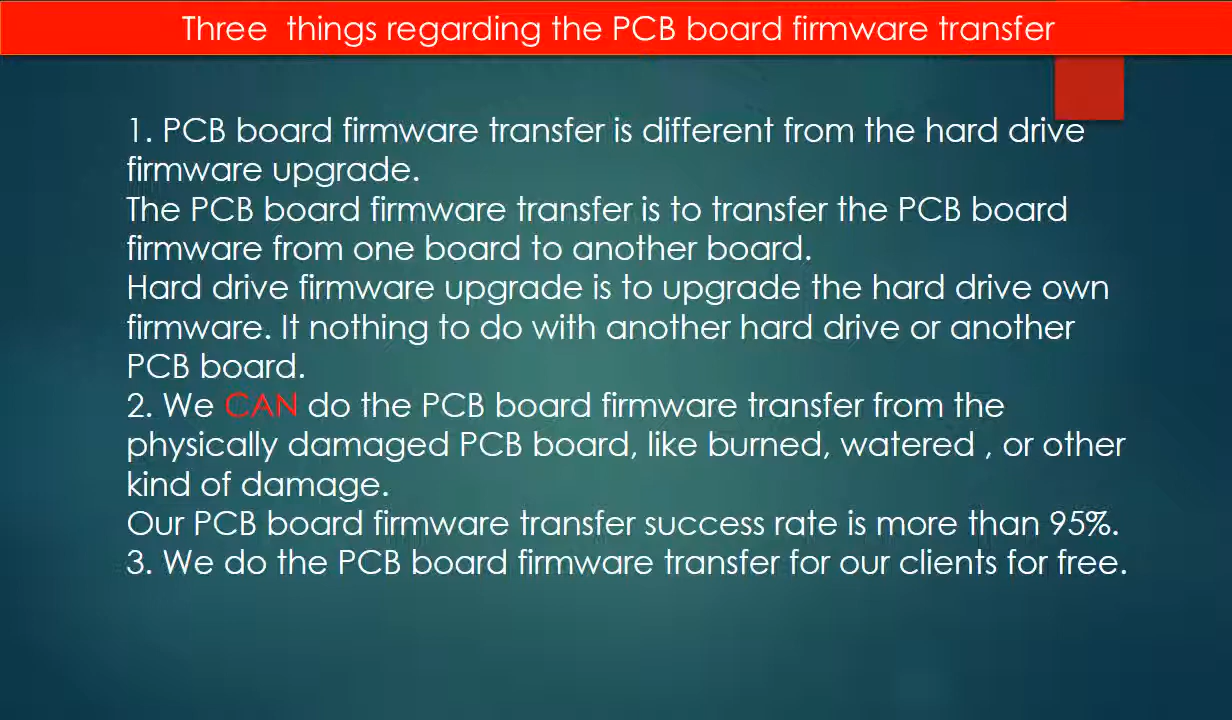 Three  things regarding the PCB board firmware transfer
1. PCB board firmware transfer is different from the hard drive
firmware upgrade.
The PCB board firmware transfer is to transfer the PCB board
firmware from one board to another board.
Hard drive firmware upgrade is to upgrade the hard drive own
firmware. It nothing to do with another hard drive or another
PCB board.
2. We CAN do the PCB board firmware transfer from the
physically damaged PCB board, like burned, watered , or other
kind of damage.
Our PCB board firmware transfer success rate is more than 95%.
3. We do the PCB board firmware transfer for our clients for free.